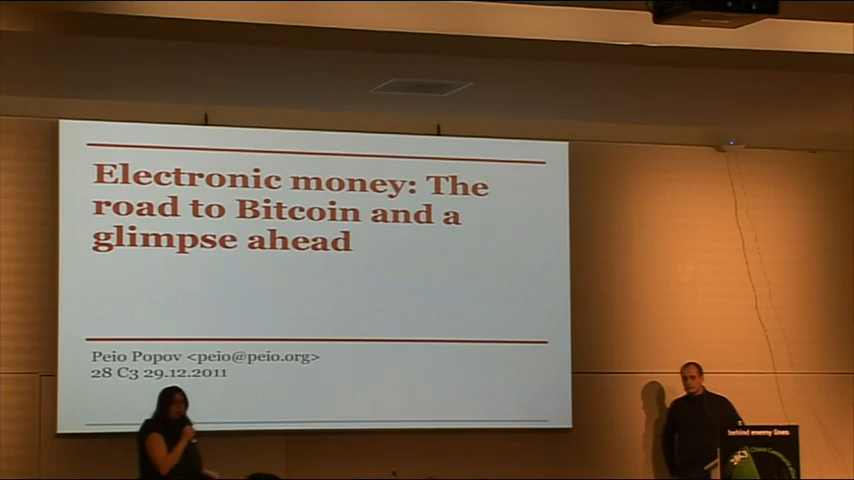 Electronic money: The
road to Bitcoin and a
glimpse ahead
Peio Popov <peio@peio.org>
28 C3 29.12.2011
behind enemy lines.